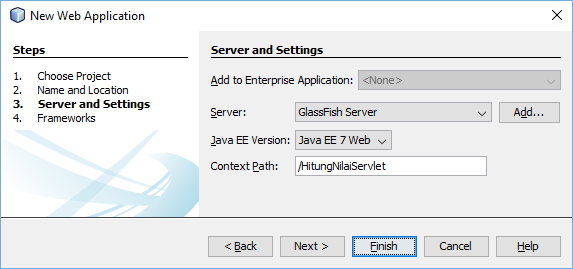 New Web Application
Steps
1. Choose Project
2. Name and Location
3. Server and Settings
4. Frameworks
Server and Settings
Add to Enterprise Application: <None>
Server: GlassFish Server Add...
Java EE Version: Java EE 7 Web
Context Path: /HitungNilaiServlet
< Back Next > Finish Cancel Help